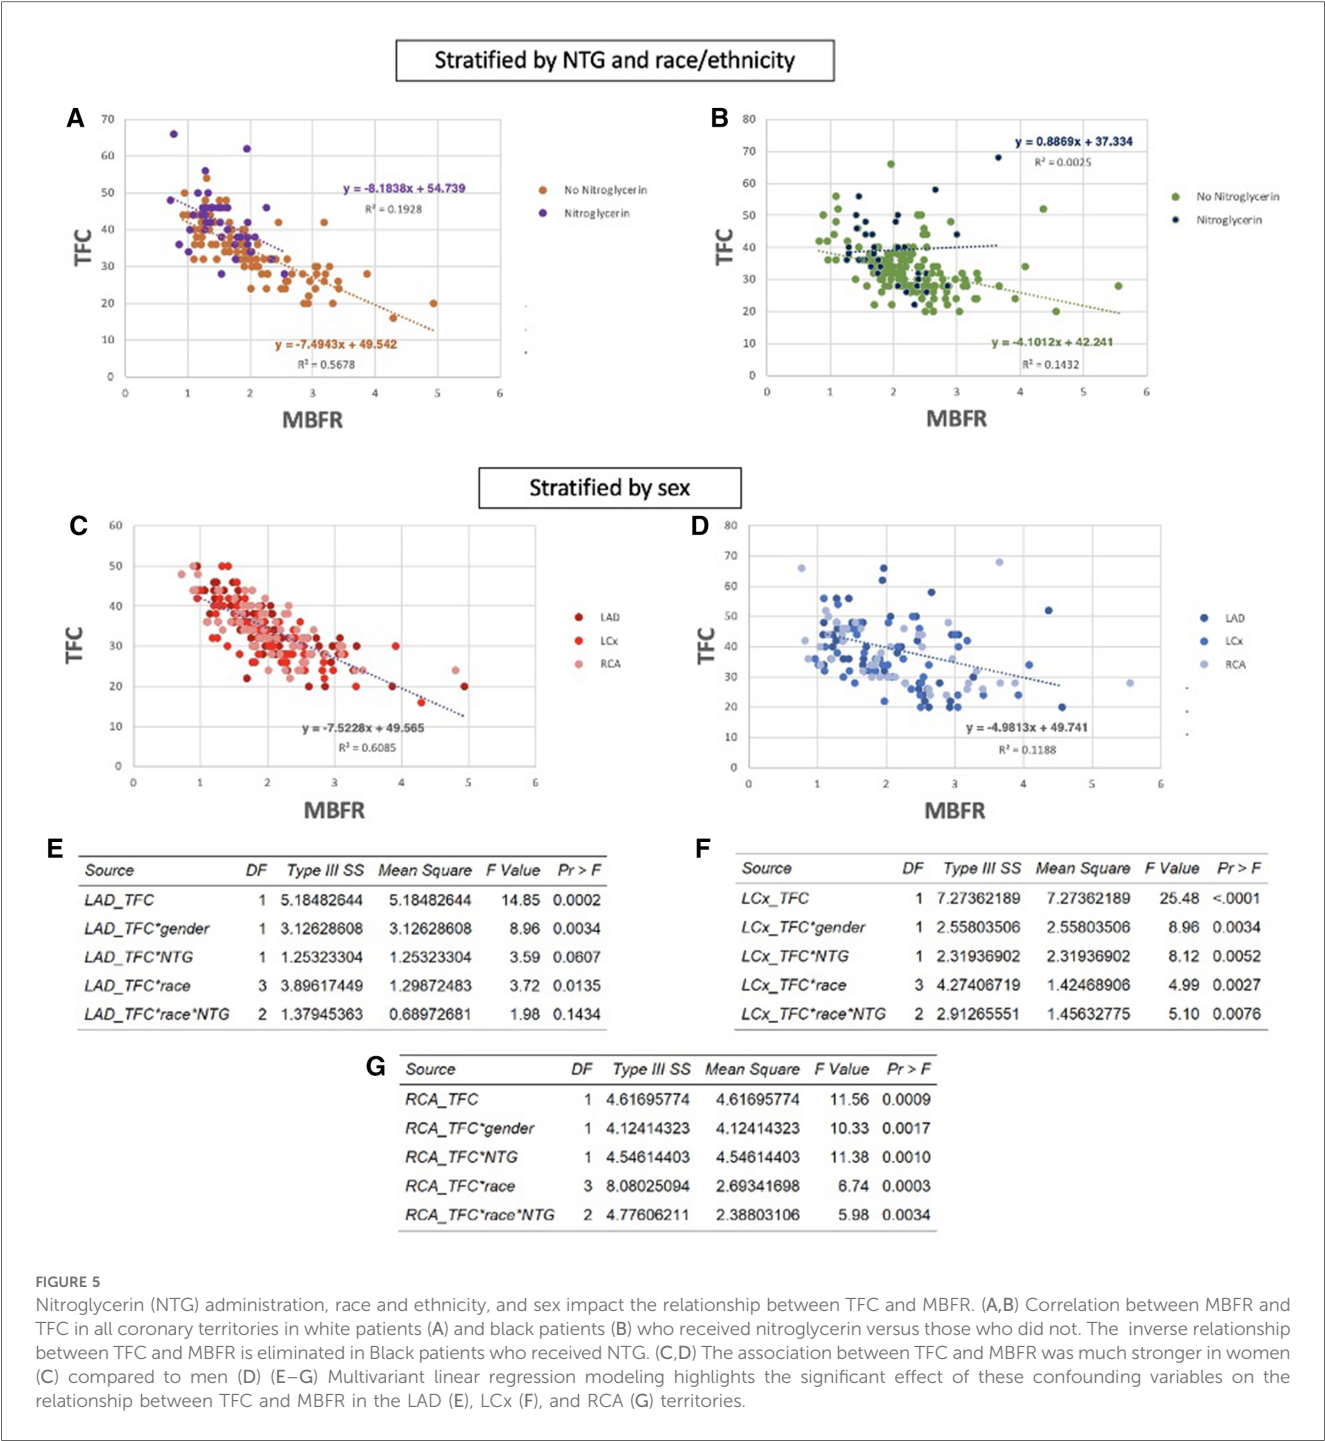 Stratified by NTG and race/ethnicity
A
70
60
50
40
30
20
10
0
TFC
0 1 2 3 4 5 6
MBFR
y = -8.1838x + 54.739
R² = 0.1928
y = -7.4943x + 49.542
R² = 0.5678
No Nitroglycerin
Nitroglycerin
B
80
70
60
50
40
30
20
10
0
TFC
0 1 2 3 4 5 6
MBFR
y = 0.8869x + 37.334
R² = 0.0025
y = -4.1012x + 42.241
R² = 0.1432
No Nitroglycerin
Nitroglycerin
Stratified by sex
C
60
50
40
30
20
10
0
TFC
0 1 2 3 4 5 6
MBFR
y = -7.5228x + 49.565
R² = 0.6085
LAD
LCx
RCA
D
80
70
60
50
40
30
20
10
0
TFC
0 1 2 3 4 5 6
MBFR
y = -4.9813x + 49.741
R² = 0.1188
LAD
LCx
RCA
E
Source DF Type III SS Mean Square F Value Pr > F
LAD_TFC 1 5.18482644 5.18482644 14.85 0.0002
LAD_TFC*gender 1 3.12628608 3.12628608 8.96 0.0034
LAD_TFC*NTG 1 1.25323304 1.25323304 3.59 0.0607
LAD_TFC*race 3 3.89617449 1.29872483 3.72 0.0135
LAD_TFC*race*NTG 2 1.37945363 0.68972681 1.98 0.1434
F
Source DF Type III SS Mean Square F Value Pr > F
LCx_TFC 1 7.27362189 7.27362189 25.48 <.0001
LCx_TFC*gender 1 2.55803506 2.55803506 8.96 0.0034
LCx_TFC*NTG 1 2.31936902 2.31936902 8.12 0.0052
LCx_TFC*race 3 4.27406719 1.42468906 4.99 0.0027
LCx_TFC*race*NTG 2 2.91265551 1.45632775 5.10 0.0076
G
Source DF Type III SS Mean Square F Value Pr > F
RCA_TFC 1 4.61695774 4.61695774 11.56 0.0009
RCA_TFC*gender 1 4.12414323 4.12414323 10.33 0.0017
RCA_TFC*NTG 1 4.54614403 4.54614403 11.38 0.0010
RCA_TFC*race 3 8.08025094 2.69341698 6.74 0.0003
RCA_TFC*race*NTG 2 4.77606211 2.38803106 5.98 0.0034
FIGURE 5
Nitroglycerin (NTG) administration, race and ethnicity, and sex impact the relationship between TFC and MBFR. (A,B) Correlation between MBFR and
TFC in all coronary territories in white patients (A) and black patients (B) who received nitroglycerin versus those who did not. The inverse relationship
between TFC and MBFR is eliminated in Black patients who received NTG. (C,D) The association between TFC and MBFR was much stronger in women
(C) compared to men (D) (E–G) Multivariant linear regression modeling highlights the significant effect of these confounding variables on the
relationship between TFC and MBFR in the LAD (E), LCx (F), and RCA (G) territories.